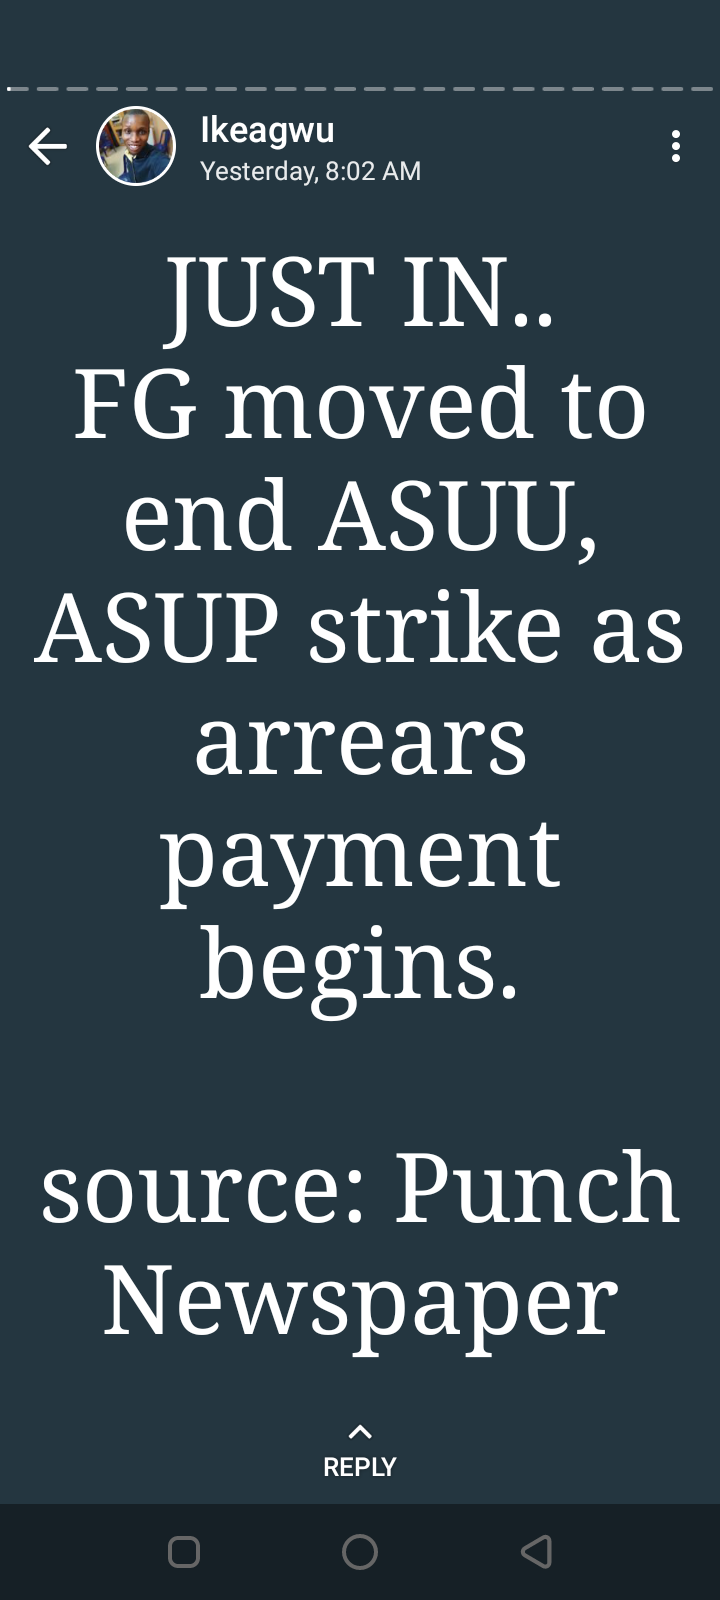 Ikeagwu
Yesterday, 8:02 AM
JUST IN..
FG moved to
end ASUU,
ASUP strike as
arrears
payment
begins.
source: Punch
Newspaper
REPLY